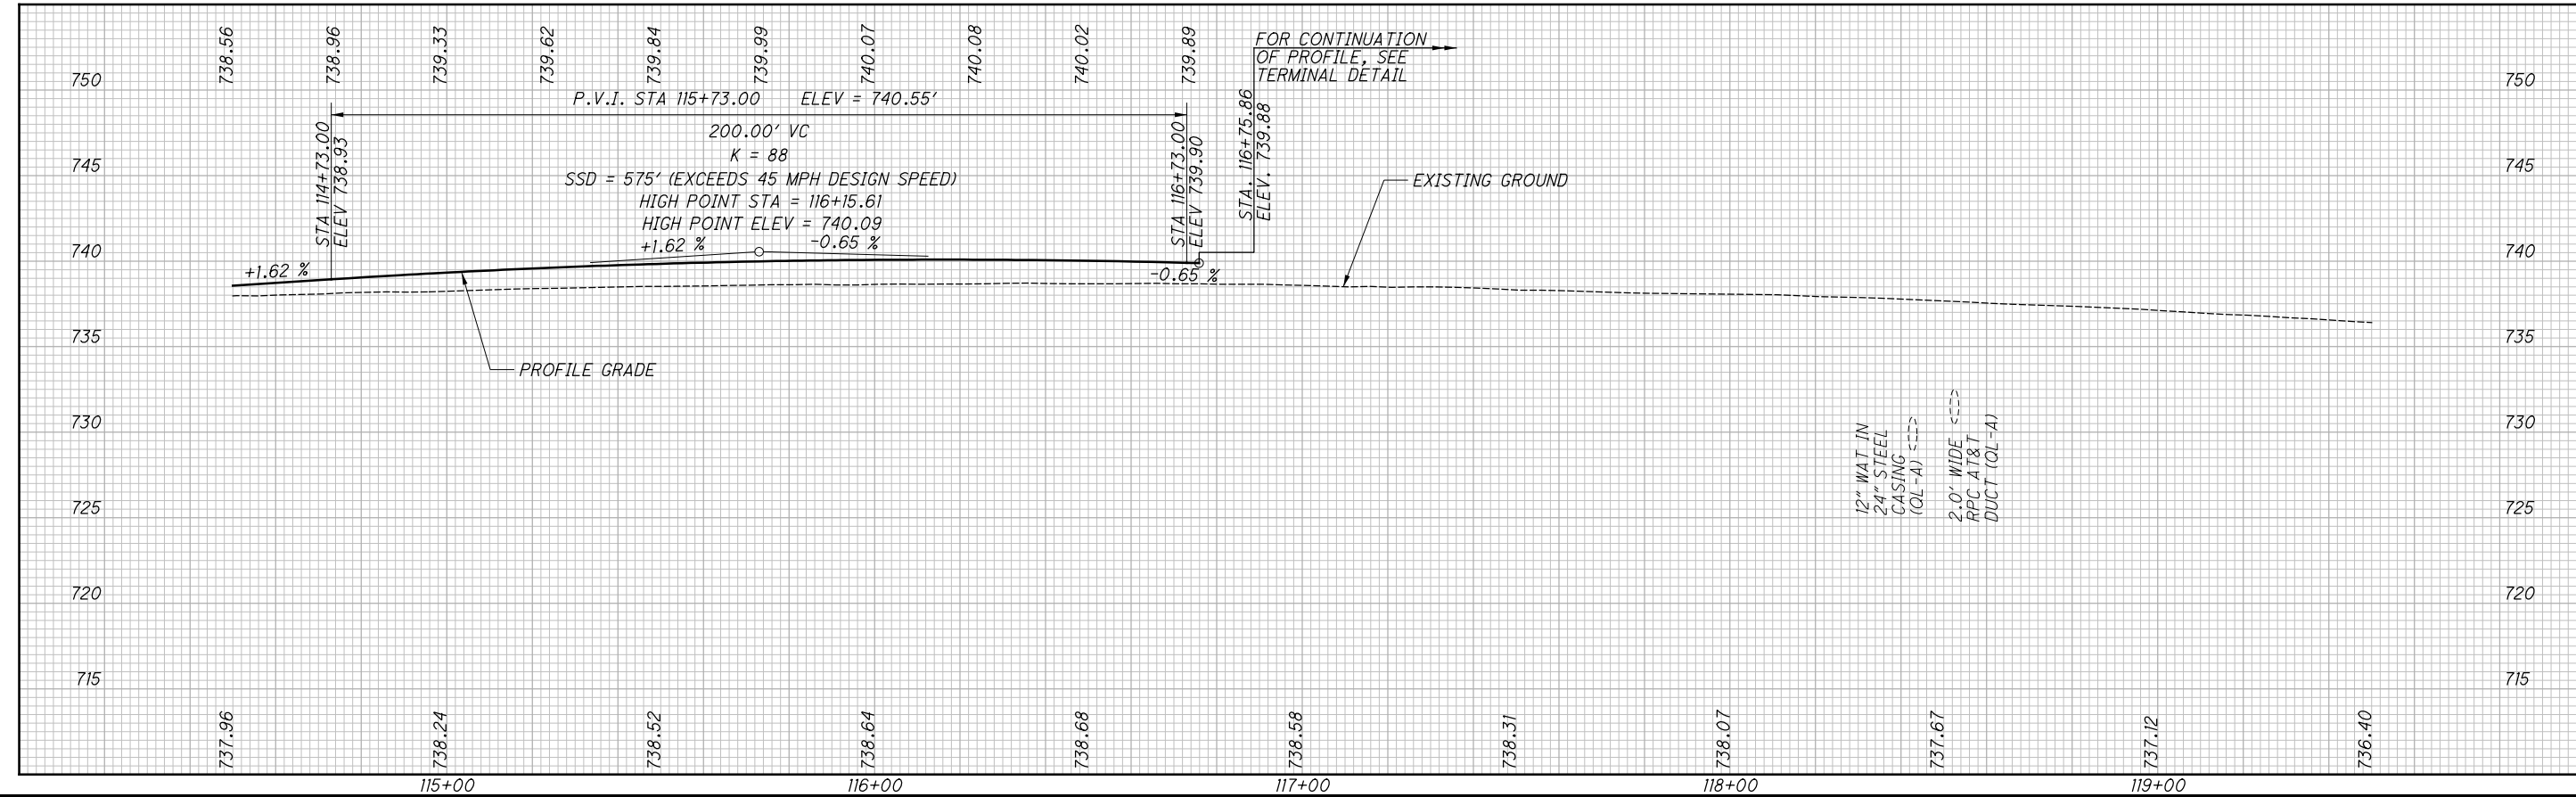 738.56
738.96
739.33
739.62
739.84
739.99
740.07
740.08
740.02
739.89
FOR CONTINUATION
OF PROFILE, SEE
TERMINAL DETAIL
750
750
P.V.I. STA 115+73.00 ELEV = 740.55'
200.00' VC
K = 88
SSD = 575' (EXCEEDS 45 MPH DESIGN SPEED)
HIGH POINT STA = 116+15.61
HIGH POINT ELEV = 740.09
+1.62 %
-0.65 %
STA 114+73.00
ELEV 738.93
STA 116+73.00
ELEV 739.90
STA. 116+75.86
ELEV. 739.88
745
745
EXISTING GROUND
740
740
+1.62 %
-0.65 %
735
735
PROFILE GRADE
730
730
12" WAT IN
24" STEEL
CASING
(QL-A)
2.0' WIDE
RPC AT&T
DUCT (QL-A)
725
725
720
720
715
715
737.96
738.24
738.52
738.64
738.68
738.58
738.31
738.07
737.67
737.12
736.40
115+00
116+00
117+00
118+00
119+00